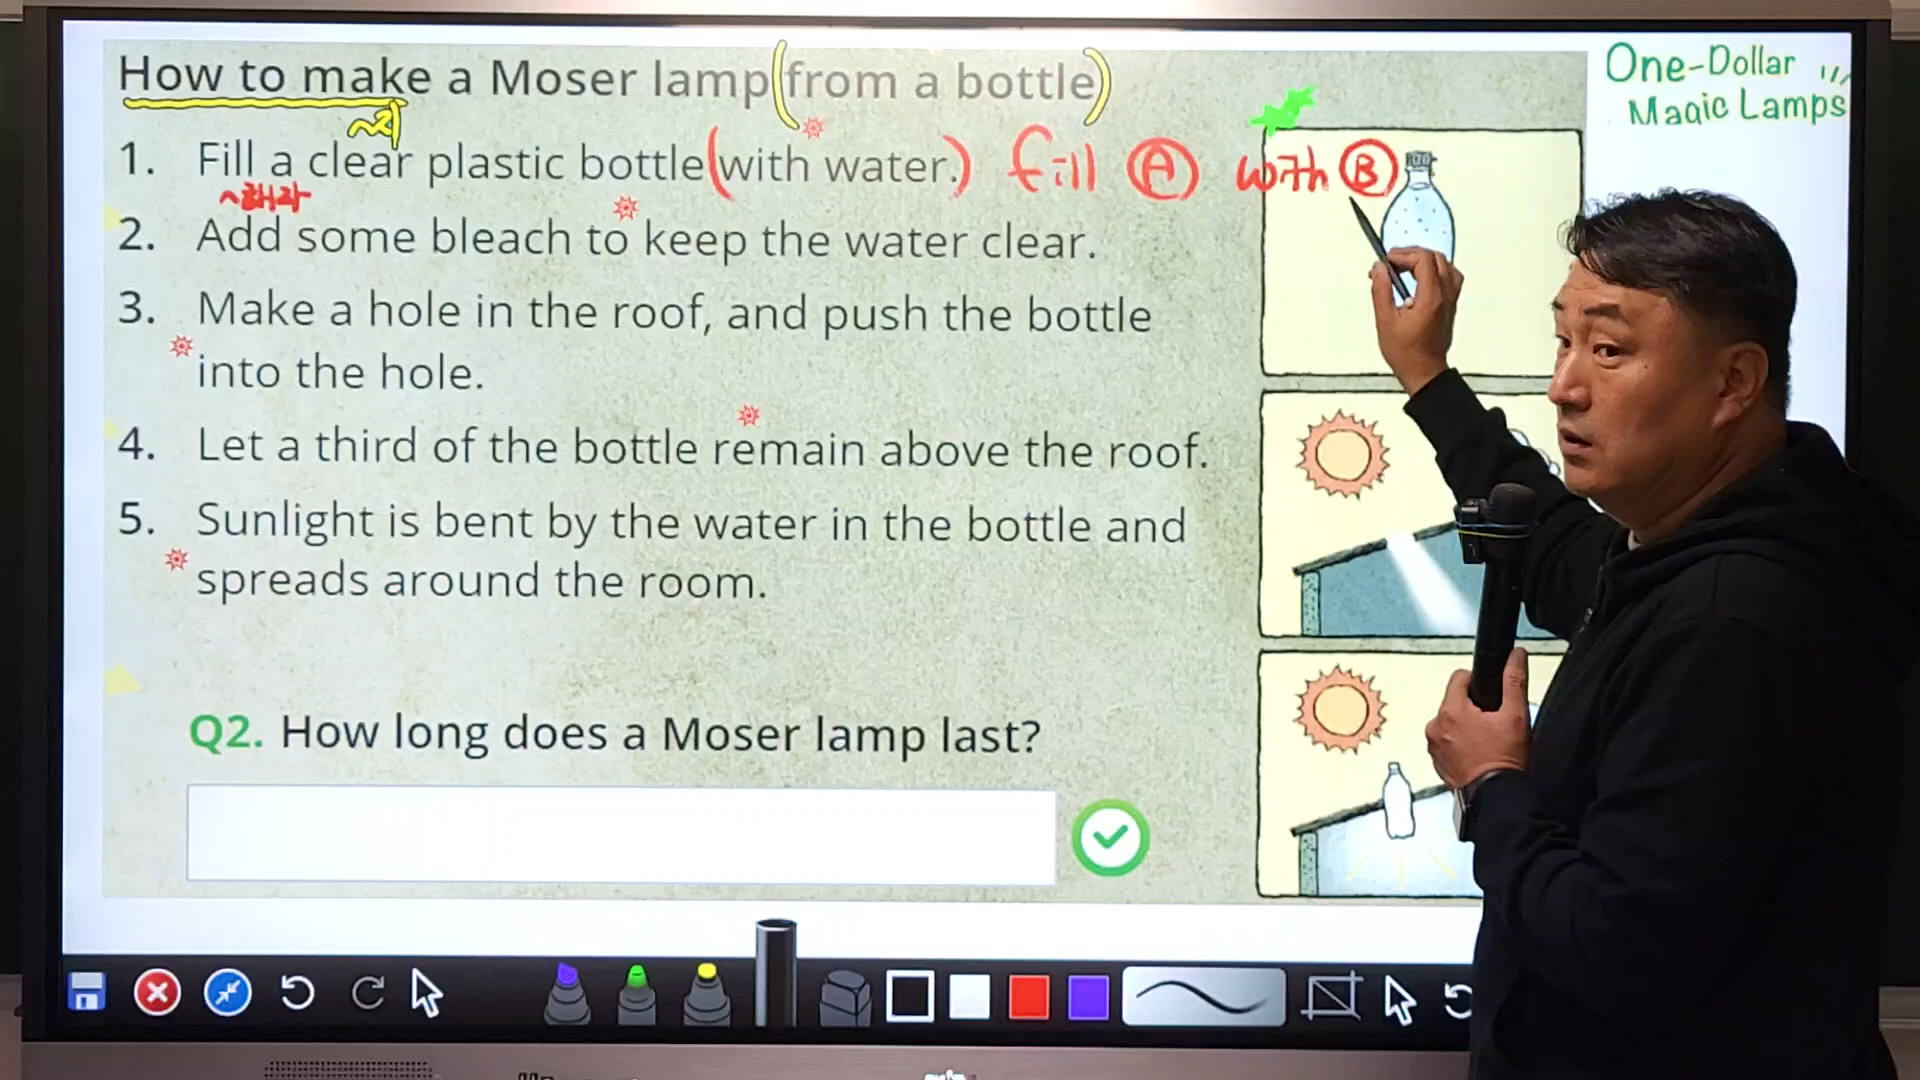 How to make a Moser lamp (from a bottle)
One-Dollar
Magic Lamps
1. Fill a clear plastic bottle (with water.) fill Ⓐ with Ⓑ
~해라
2. Add some bleach to keep the water clear.
3. Make a hole in the roof, and push the bottle
into the hole.
4. Let a third of the bottle remain above the roof.
5. Sunlight is bent by the water in the bottle and
spreads around the room.
Q2. How long does a Moser lamp last?